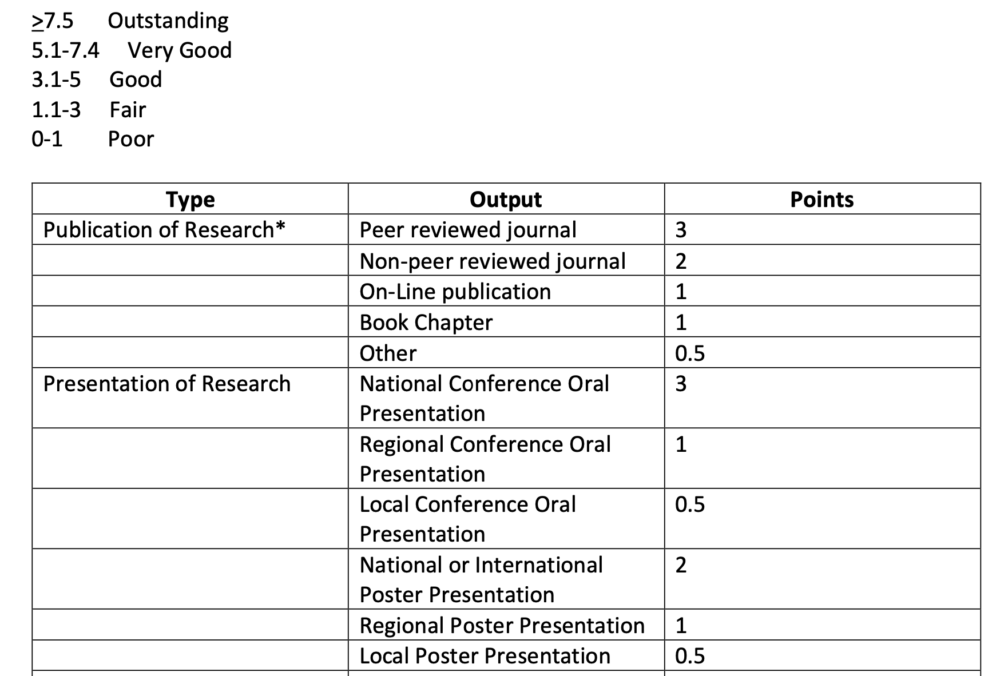 ≥7.5 Outstanding
5.1-7.4 Very Good
3.1-5 Good
1.1-3 Fair
0-1 Poor
Type Output Points
Publication of Research* Peer reviewed journal 3
Non-peer reviewed journal 2
On-Line publication 1
Book Chapter 1
Other 0.5
Presentation of Research National Conference Oral 3
Presentation
Regional Conference Oral 1
Presentation
Local Conference Oral 0.5
Presentation
National or International 2
Poster Presentation
Regional Poster Presentation 1
Local Poster Presentation 0.5